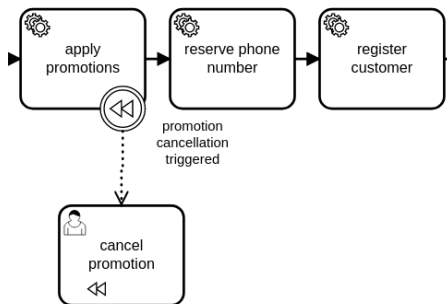 apply
promotions
reserve phone
number
register
customer
promotion
cancellation
triggered
cancel
promotion